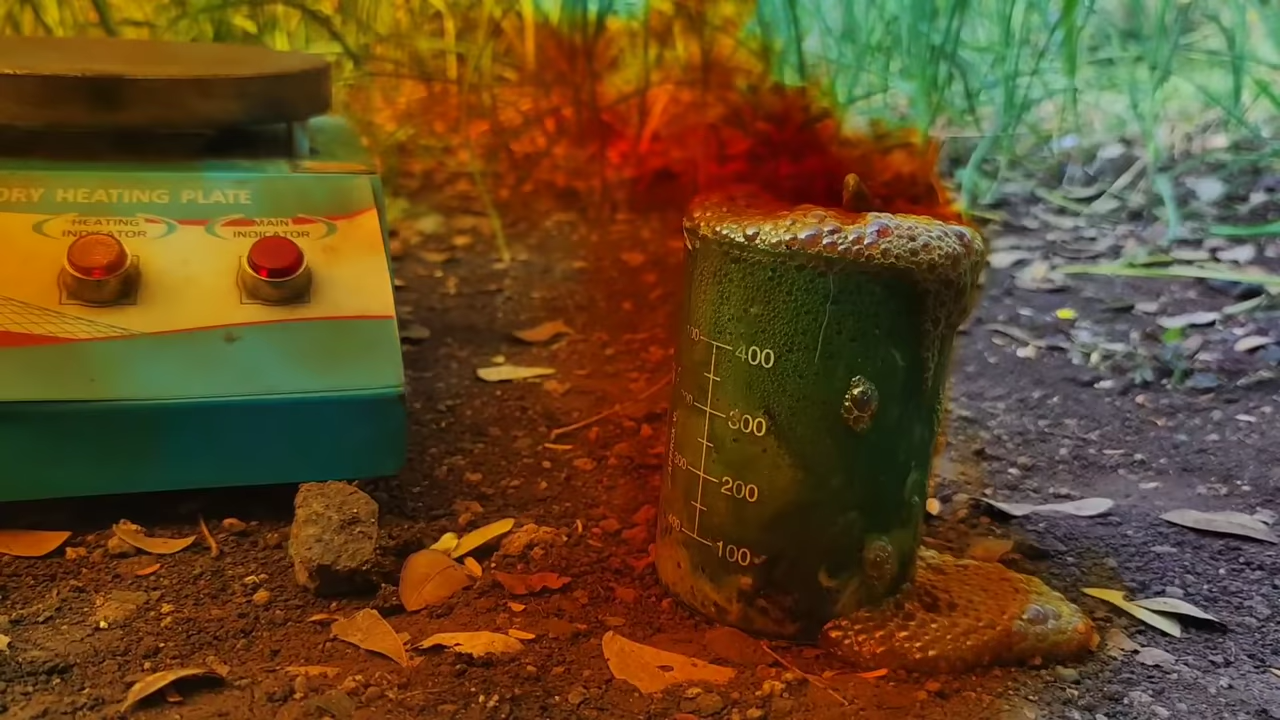 ORY HEATING PLATE
HEATING
INDICATOR
MAIN
INDICATOR
400
300
200
100